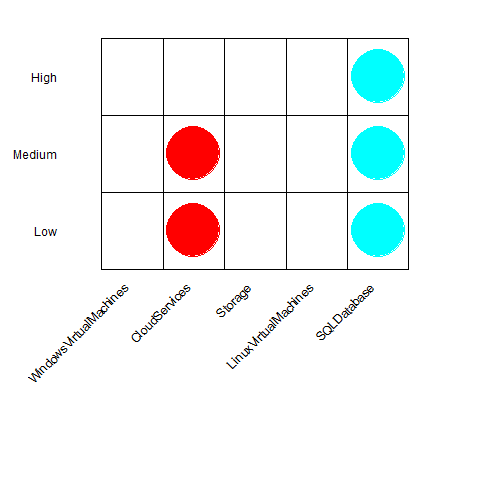 High
Medium
Low
WindowsVirtualMachines
CloudServices
Storage
LinuxVirtualMachines
SQLDatabase